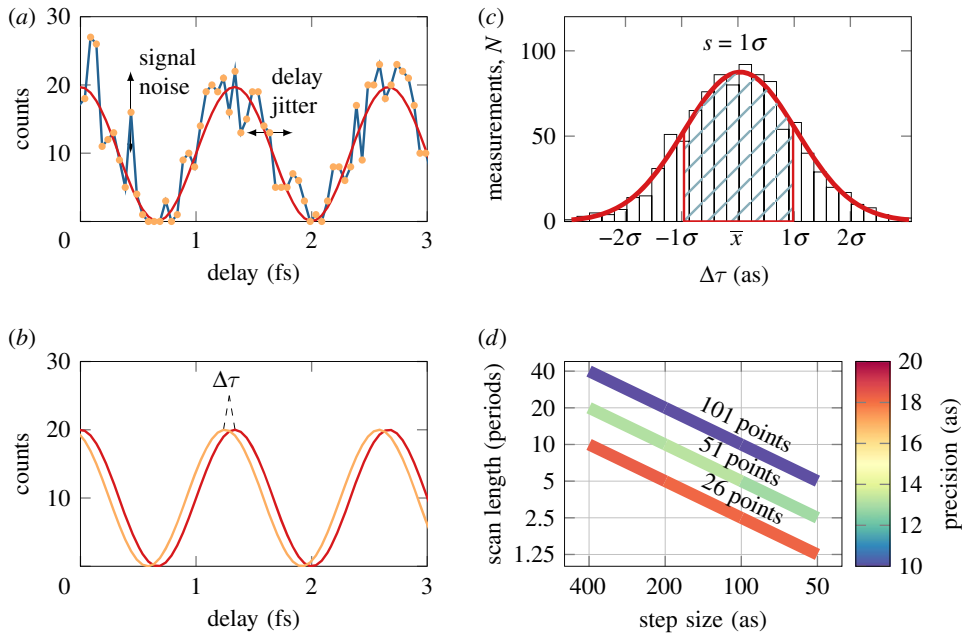 (a)
30
20
10
0
counts
signal
noise
delay
jitter
0
1
2
3
delay (fs)
(c)
100
50
0
measurements, N
s = 1σ
-2σ
-1σ
x̅
1σ
2σ
Δτ (as)
(b)
30
20
10
counts
Δτ
0
1
2
3
delay (fs)
(d)
40
20
10
5
2.5
1.25
scan length (periods)
101 points
51 points
26 points
400
200
100
50
step size (as)
20
18
16
14
12
10
precision (as)